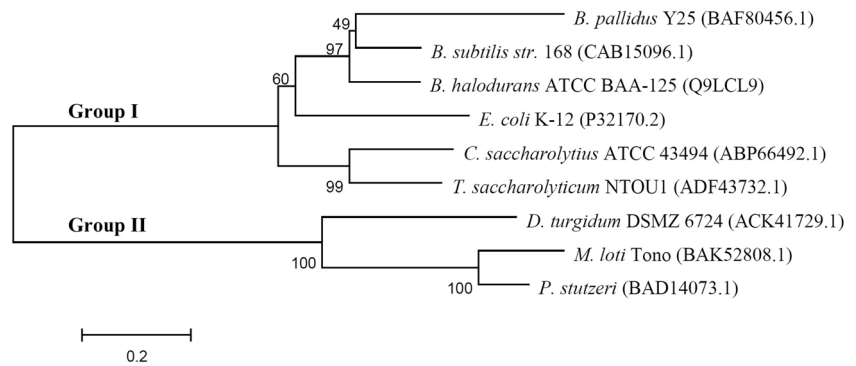 B. pallidus Y25 (BAF80456.1)
49
B. subtilis str. 168 (CAB15096.1)
97
B. halodurans ATCC BAA-125 (Q9LCL9)
60
Group I
E. coli K-12 (P32170.2)
C. saccharolytius ATCC 43494 (ABP66492.1)
99
T. saccharolyticum NTOU1 (ADF43732.1)
Group II
D. turgidum DSMZ 6724 (ACK41729.1)
M. loti Tono (BAK52808.1)
100
100
P. stutzeri (BAD14073.1)
0.2